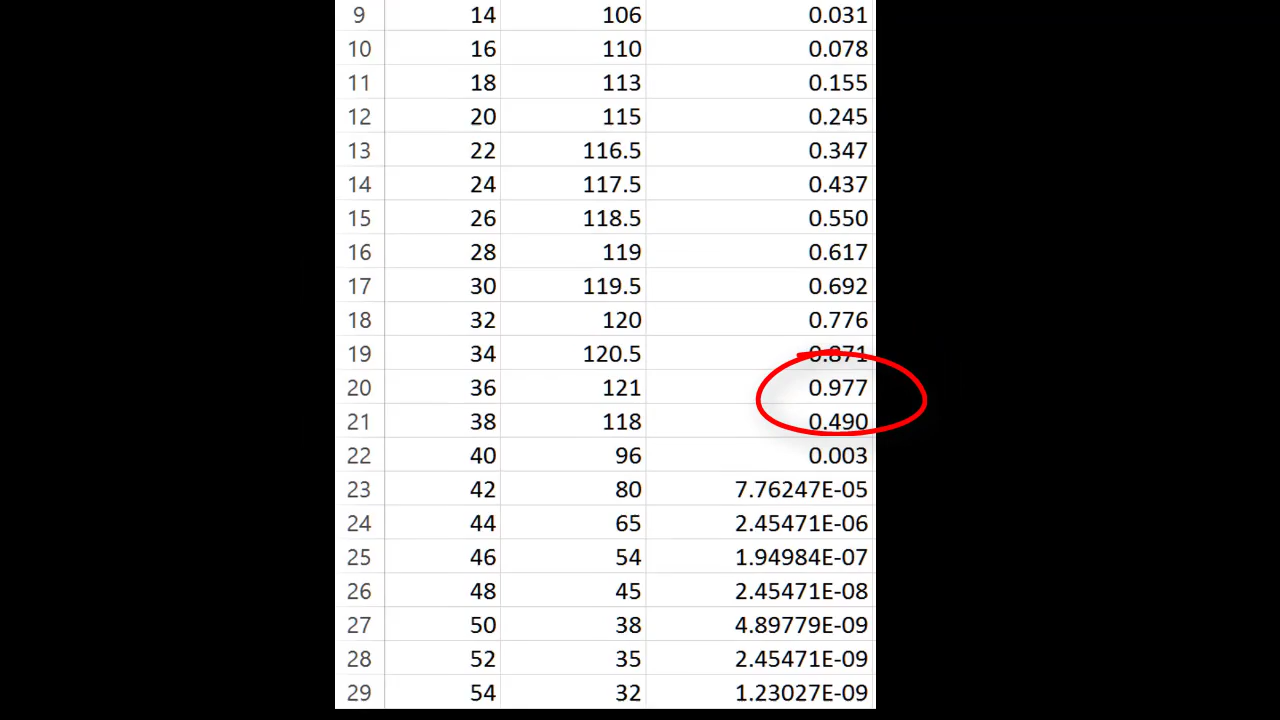 9 14 106 0.031
10 16 110 0.078
11 18 113 0.155
12 20 115 0.245
13 22 116.5 0.347
14 24 117.5 0.437
15 26 118.5 0.550
16 28 119 0.617
17 30 119.5 0.692
18 32 120 0.776
19 34 120.5 0.871
20 36 121 0.977
21 38 118 0.490
22 40 96 0.003
23 42 80 7.76247E-05
24 44 65 2.45471E-06
25 46 54 1.94984E-07
26 48 45 2.45471E-08
27 50 38 4.89779E-09
28 52 35 2.45471E-09
29 54 32 1.23027E-09